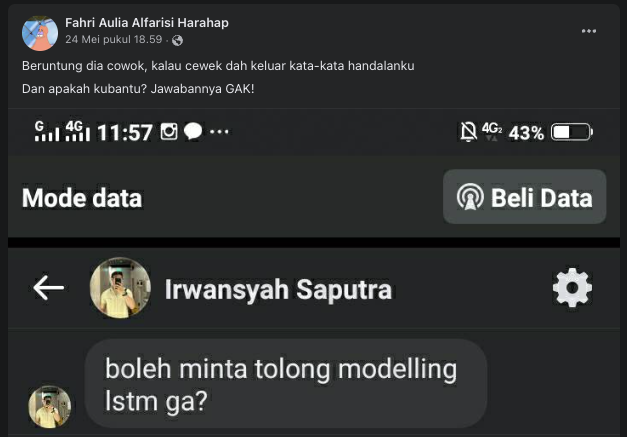 Fahri Aulia Alfarisi Harahap
24 Mei pukul 18.59 ·
Beruntung dia cowok, kalau cewek dah keluar kata-kata handalanku
Dan apakah kubantu? Jawabannya GAK!
G 4G 11:57 ··· 4G2 43%
Mode data Beli Data
Irwansyah Saputra
boleh minta tolong modelling
lstm ga?